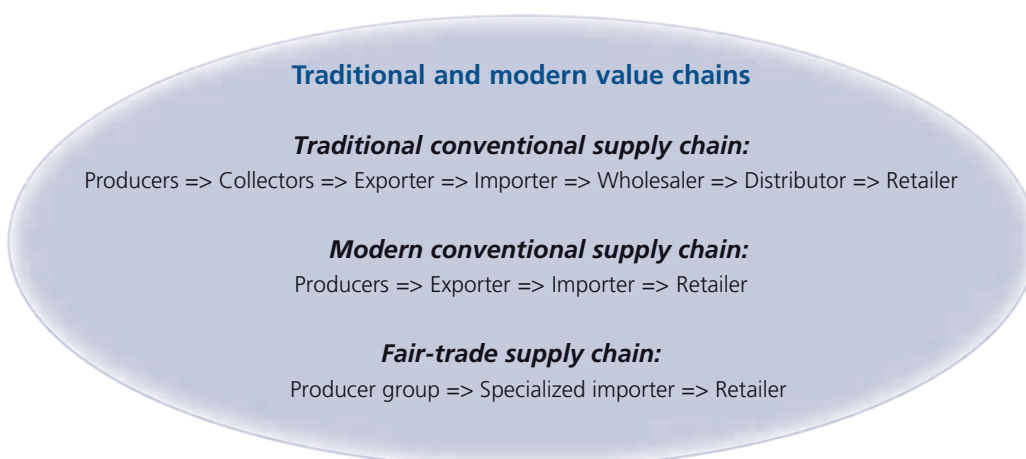 Traditional and modern value chains
Traditional conventional supply chain:
Producers => Collectors => Exporter => Importer => Wholesaler => Distributor => Retailer
Modern conventional supply chain:
Producers => Exporter => Importer => Retailer
Fair-trade supply chain:
Producer group => Specialized importer => Retailer